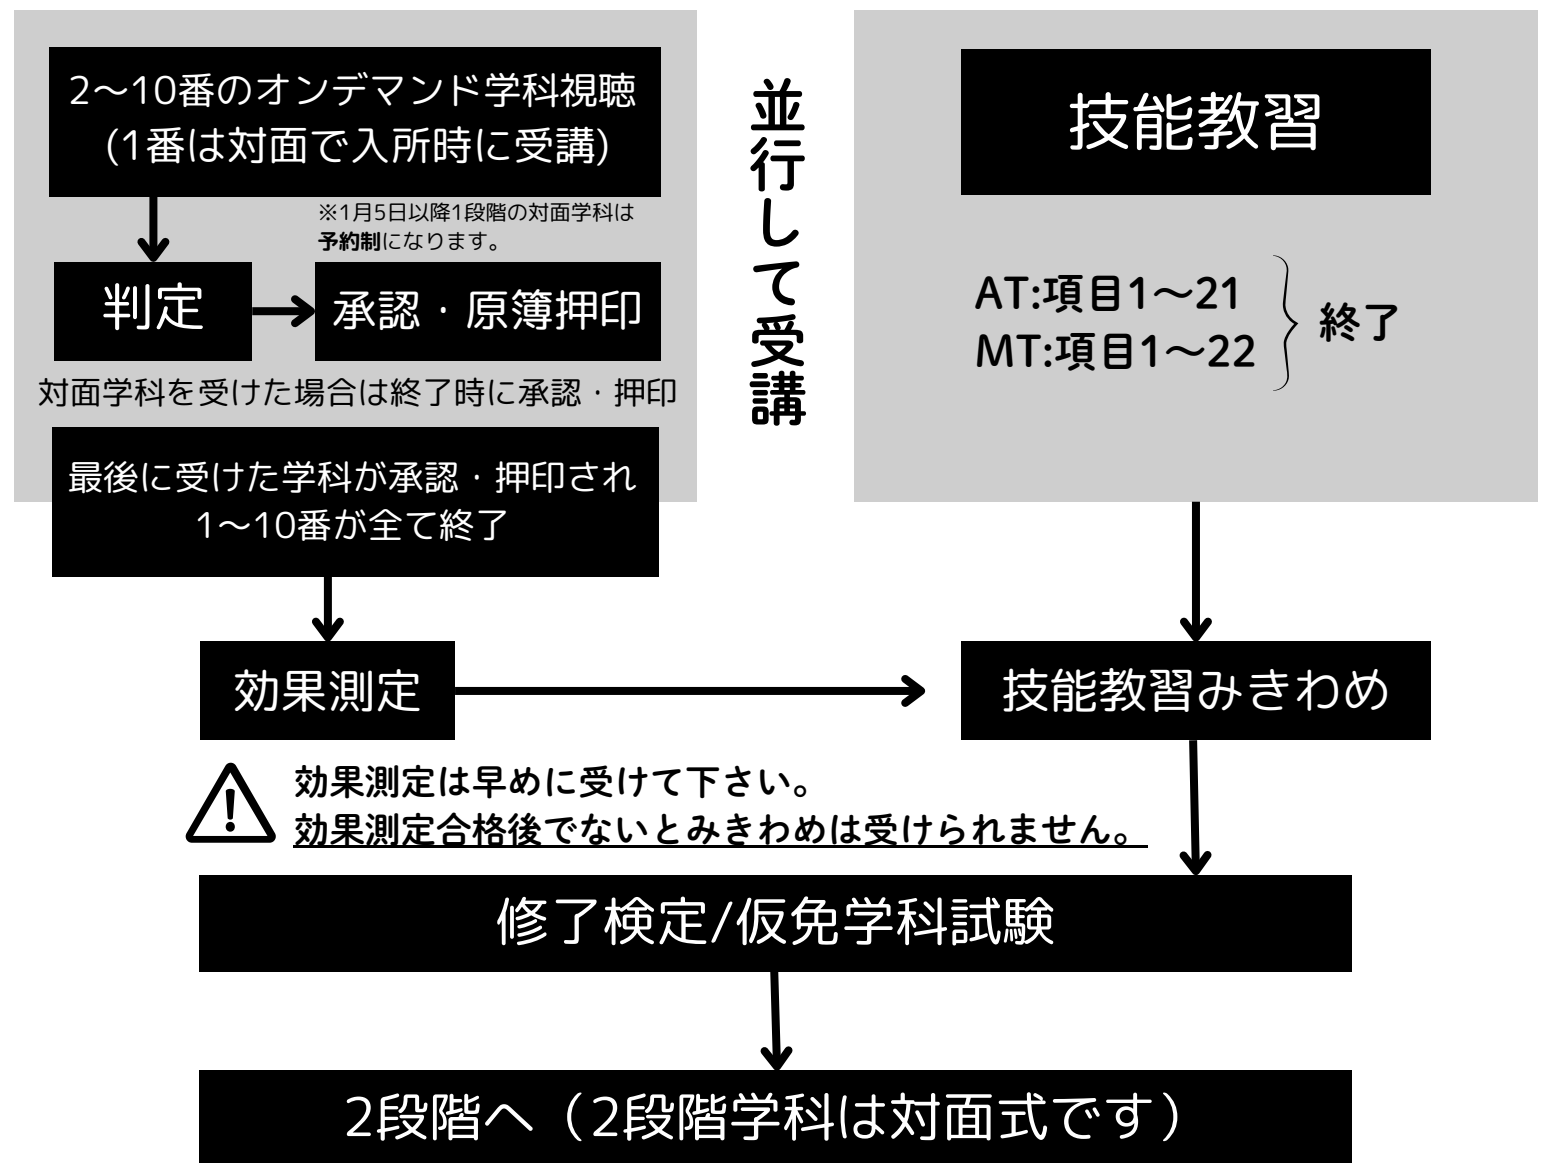 2〜10番のオンデマンド学科視聴
(1番は対面で入所時に受講)
※1月5日以降1段階の対面学科は
予約制になります。
判定
承認・原簿押印
対面学科を受けた場合は終了時に承認・押印
最後に受けた学科が承認・押印され
1〜10番が全て終了
並行して受講
技能教習
AT:項目1〜21
MT:項目1〜22
終了
効果測定
技能教習みきわめ
効果測定は早めに受けて下さい。
効果測定合格後でないとみきわめは受けられません。
修了検定/仮免学科試験
2段階へ（2段階学科は対面式です）